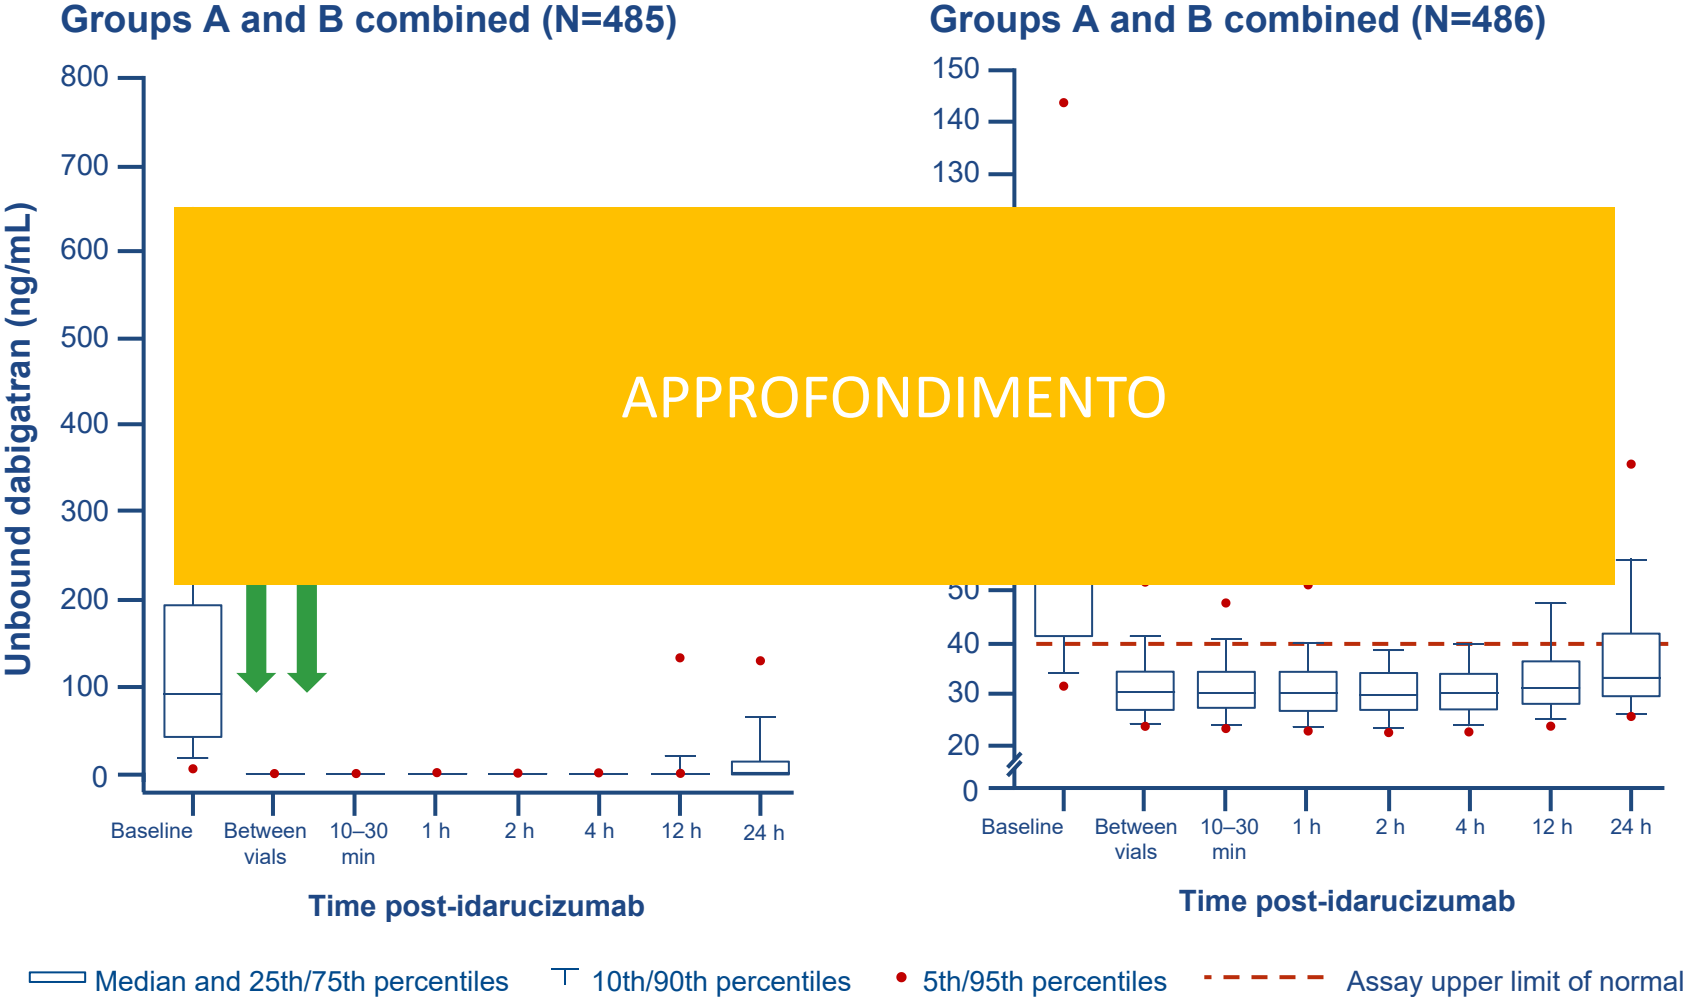 Groups A and B combined (N=485)
Groups A and B combined (N=486)
Unbound dabigatran (ng/mL)
800
700
600
500
400
300
200
100
0
Baseline
Between
vials
10–30
min
1 h
2 h
4 h
12 h
24 h
Time post-idarucizumab
150
140
130
50
40
30
20
0
Baseline
Between
vials
10–30
min
1 h
2 h
4 h
12 h
24 h
Time post-idarucizumab
APPROFONDIMENTO
Median and 25th/75th percentiles
10th/90th percentiles
5th/95th percentiles
Assay upper limit of normal